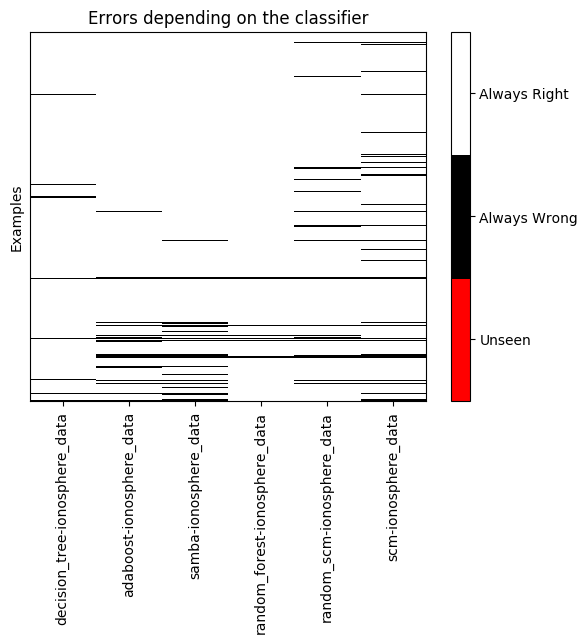 Errors depending on the classifier
Examples
Always Right
Always Wrong
Unseen
decision_tree-ionosphere_data
adaboost-ionosphere_data
samba-ionosphere_data
random_forest-ionosphere_data
random_scm-ionosphere_data
scm-ionosphere_data